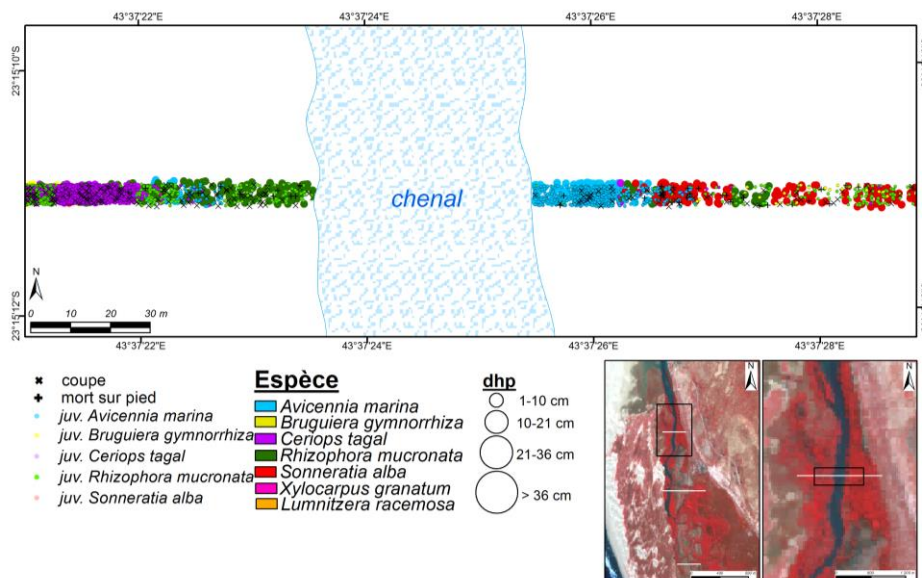 43°37'22" 43°37'24" 43°37'26" 43°37'28"
23°15'10"S
23°15'12"S
chenal
N
0 10 20 30 m
43°37'22" 43°37'24" 43°37'26" 43°37'28"
coupe
mort sur pied
juv. Avicennia marina
juv. Bruguiera gymnorrhiza
juv. Ceriops tagal
juv. Rhizophora mucronata
juv. Sonneratia alba
Espèce
Avicennia marina
Bruguiera gymnorrhiza
Ceriops tagal
Rhizophora mucronata
Sonneratia alba
Xylocarpus granatum
Lumnitzera racemosa
dhp
1-10 cm
10-21 cm
21-36 cm
> 36 cm
N
N